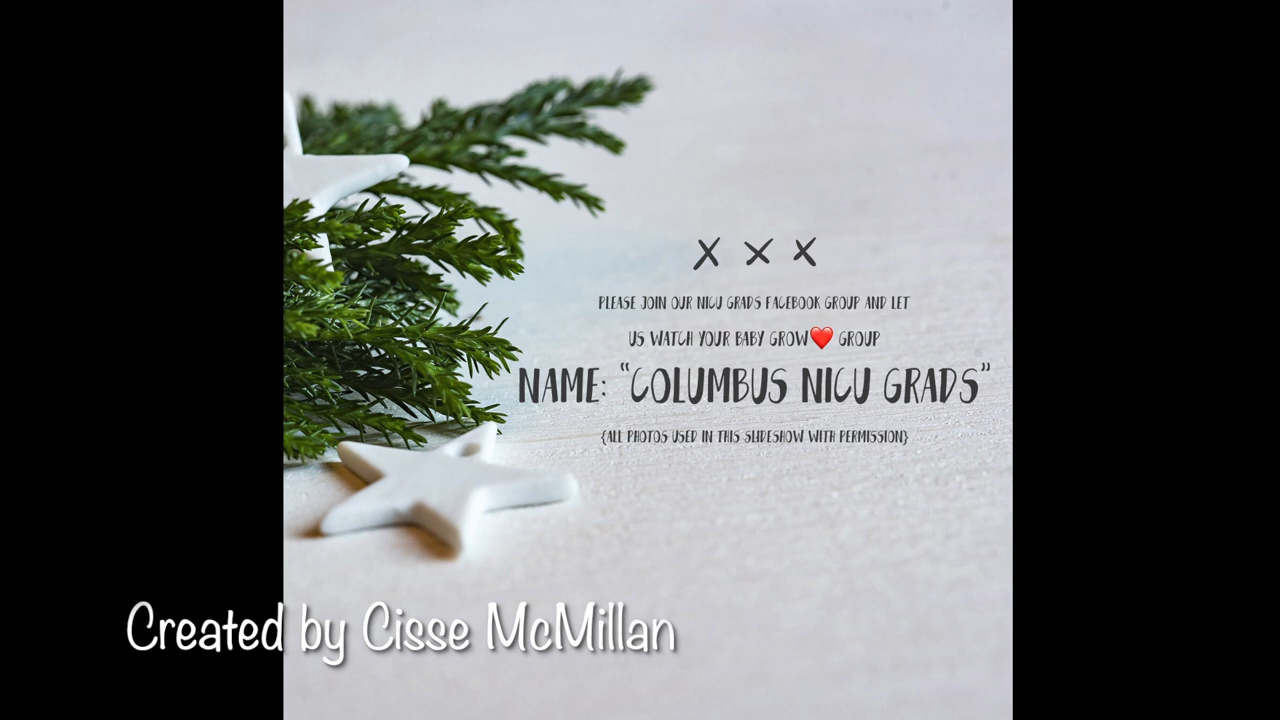 X X X
PLEASE JOIN OUR NICU GRADS FACEBOOK GROUP AND LET
US WATCH YOUR BABY GROW❤️ GROUP
NAME: “COLUMBUS NICU GRADS”
{ALL PHOTOS USED IN THIS SLIDESHOW WITH PERMISSION}
Created by Cisse McMillan